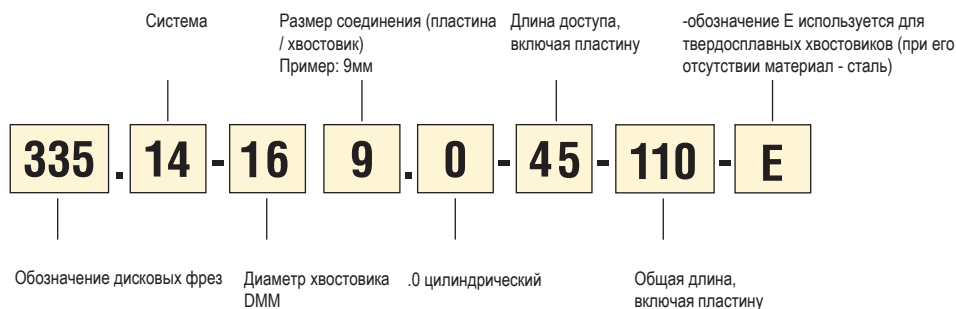 Система
Размер соединения (пластина
/ хвостовик)
Пример: 9мм
Длина доступа,
включая пластину
-обозначение E используется для
твердосплавных хвостовиков (при его
отсутствии материал - сталь)
335.14-16 9.0-45-110-E
Обозначение дисковых фрез
Диаметр хвостовика
DMM
.0 цилиндрический
Общая длина,
включая пластину